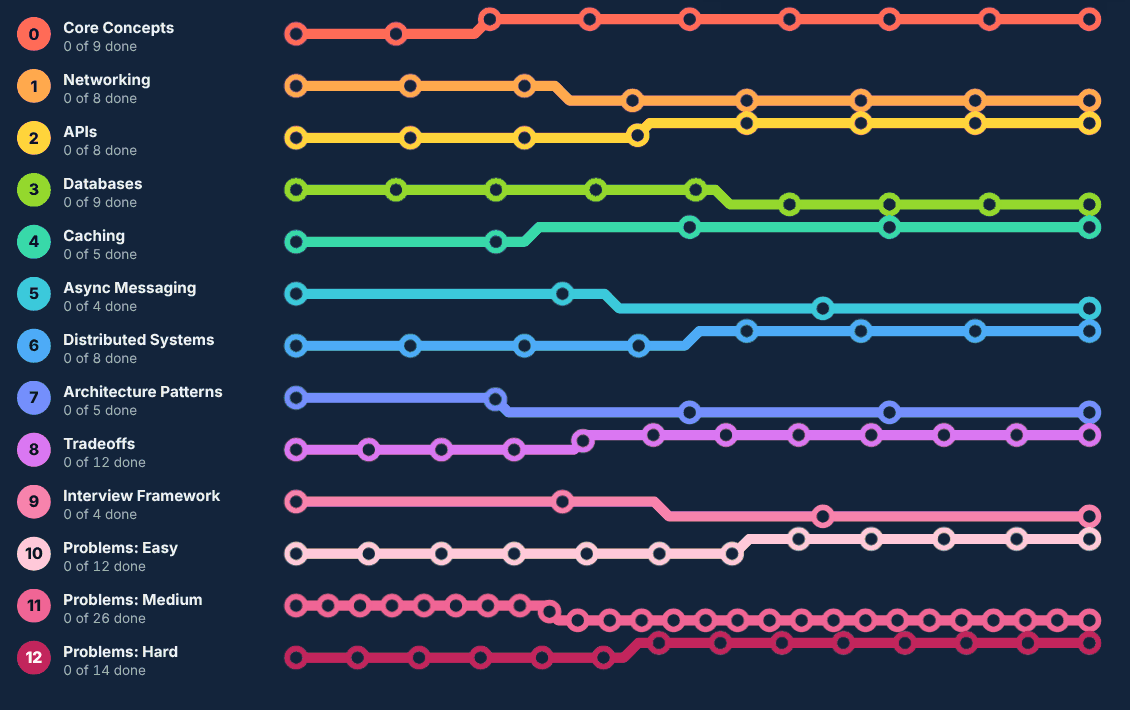 0 Core Concepts
0 of 9 done
1 Networking
0 of 8 done
2 APIs
0 of 8 done
3 Databases
0 of 9 done
4 Caching
0 of 5 done
5 Async Messaging
0 of 4 done
6 Distributed Systems
0 of 8 done
7 Architecture Patterns
0 of 5 done
8 Tradeoffs
0 of 12 done
9 Interview Framework
0 of 4 done
10 Problems: Easy
0 of 12 done
11 Problems: Medium
0 of 26 done
12 Problems: Hard
0 of 14 done